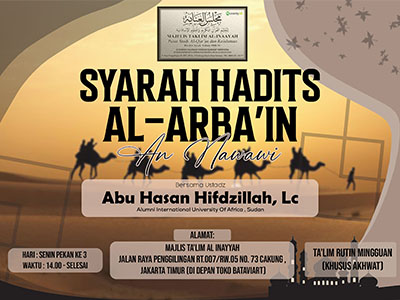 MAJELIS TAKLIM AL-INAAYAH
SYARAH HADITS
AL-ARBA'IN
An Nawawi
Bersama Ustadz
Abu Hasan Hifdzillah, Lc
Alumni International University Of Africa , Sudan
HARI : SENIN PEKAN KE 3
WAKTU : 14.00 - SELESAI
ALAMAT:
MAJLIS TA'LIM AL INAYYAH
JALAN RAYA PENGGILINGAN RT.007/RW.05 NO. 73 CAKUNG ,
JAKARTA TIMUR (DI DEPAN TOKO BATAVIART)
TA'LIM RUTIN MINGGUAN
(KHUSUS AKHWAT)